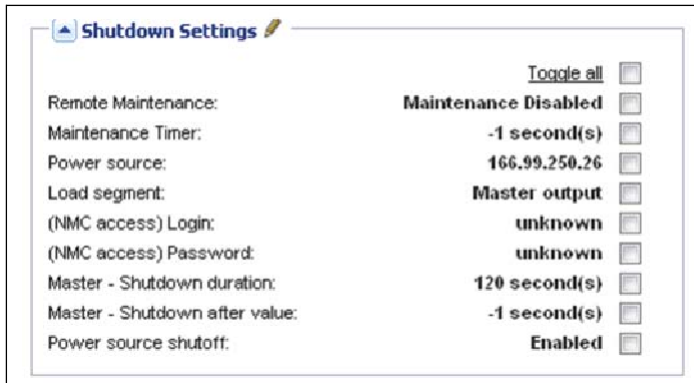 Shutdown Settings
Toggle all
Remote Maintenance: Maintenance Disabled
Maintenance Timer: -1 second(s)
Power source: 166.99.250.26
Load segment: Master output
(NMC access) Login: unknown
(NMC access) Password: unknown
Master - Shutdown duration: 120 second(s)
Master - Shutdown after value: -1 second(s)
Power source shutoff: Enabled